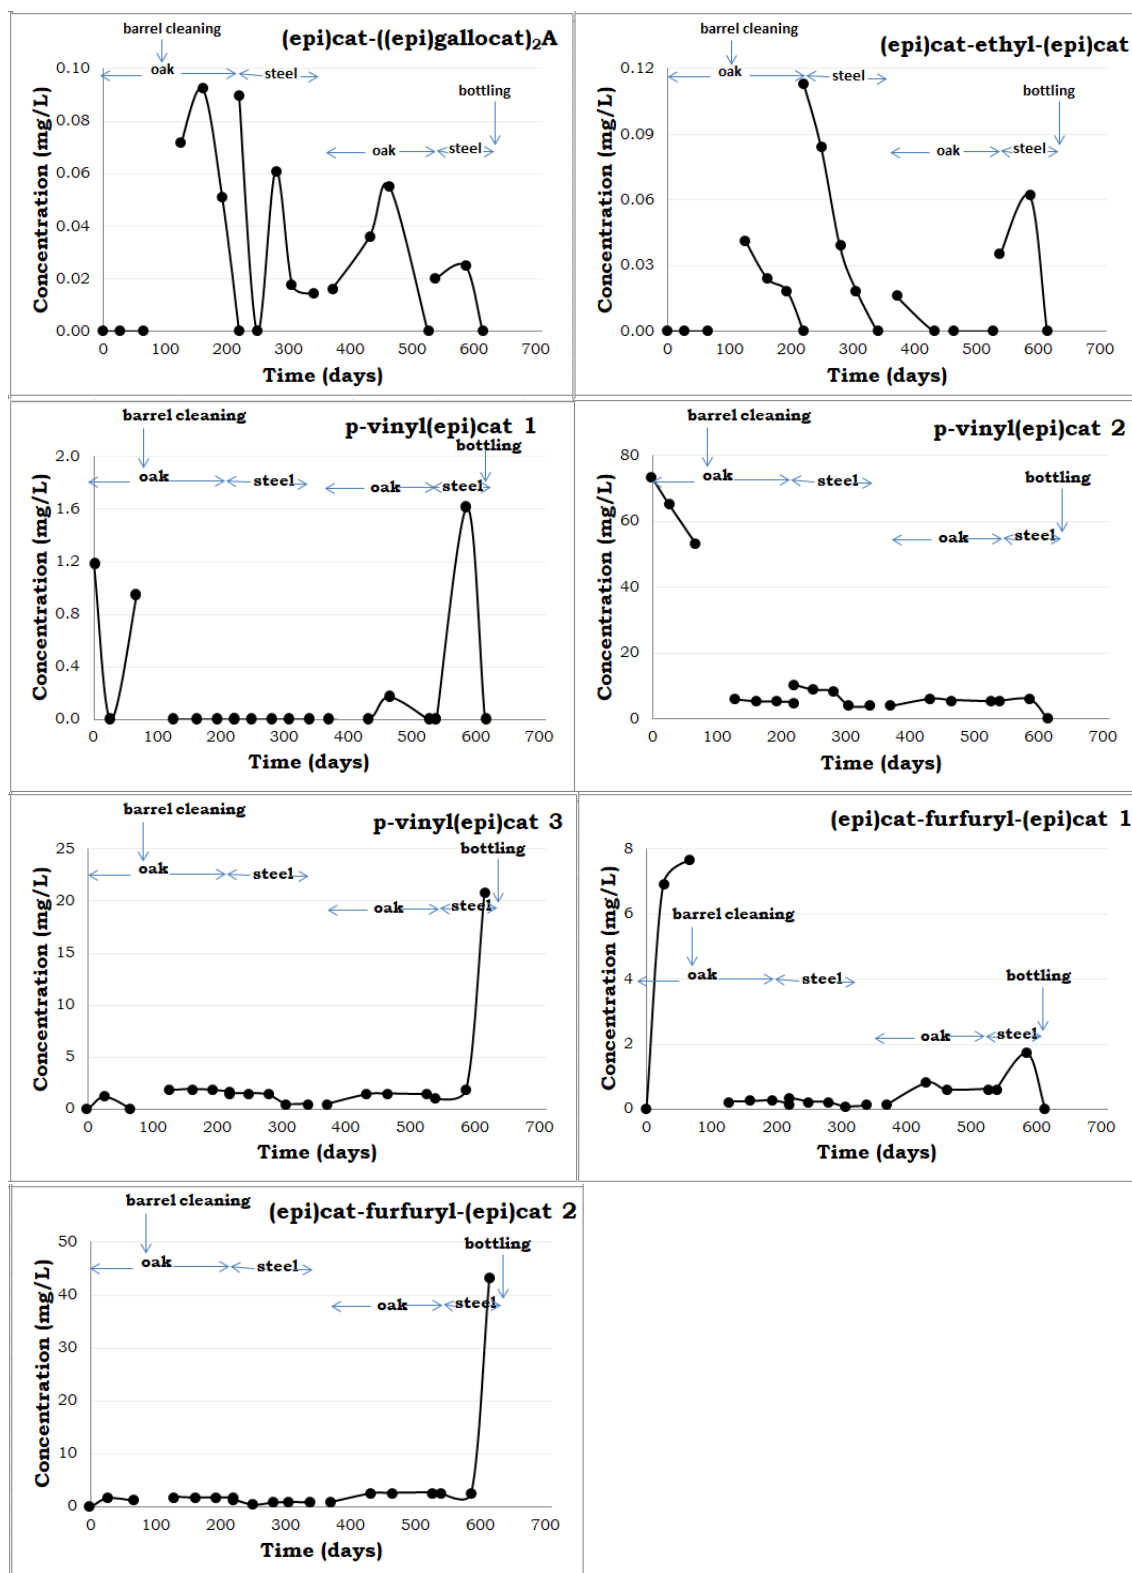 barrel cleaning
(epi)cat-((epi)gallocat)₂A
oak
steel
bottling
oak
steel
Concentration (mg/L)
0.10
0.08
0.06
0.04
0.02
0.00
0 100 200 300 400 500 600 700
Time (days)
barrel cleaning
(epi)cat-ethyl-(epi)cat
oak
steel
bottling
oak
steel
Concentration (mg/L)
0.12
0.09
0.06
0.03
0.00
0 100 200 300 400 500 600 700
Time (days)
barrel cleaning
p-vinyl(epi)cat 1
bottling
oak
steel
oak
steel
Concentration (mg/L)
2.0
1.6
1.2
0.8
0.4
0.0
0 100 200 300 400 500 600 700
Time (days)
barrel cleaning
p-vinyl(epi)cat 2
oak
steel
bottling
oak
steel
Concentration (mg/L)
80
60
40
20
0
0 100 200 300 400 500 600 700
Time (days)
barrel cleaning
p-vinyl(epi)cat 3
bottling
oak
steel
oak
steel
Concentration (mg/L)
25
20
15
10
5
0
0 100 200 300 400 500 600 700
Time (days)
(epi)cat-furfuryl-(epi)cat 1
barrel cleaning
oak
steel
bottling
oak
steel
Concentration (mg/L)
8
6
4
2
0
0 100 200 300 400 500 600 700
Time (days)
barrel cleaning
(epi)cat-furfuryl-(epi)cat 2
bottling
oak
steel
oak
steel
Concentration (mg/L)
50
40
30
20
10
0
0 100 200 300 400 500 600 700
Time (days)